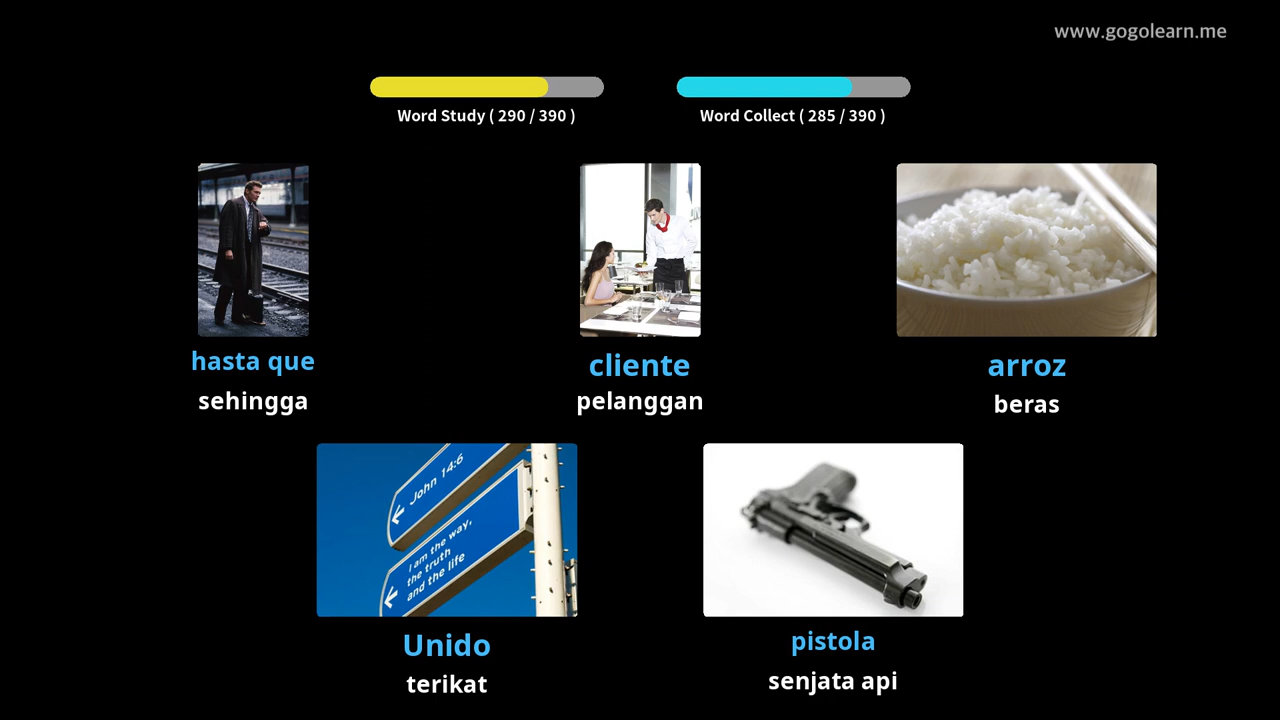 www.gogolearn.me
Word Study ( 290 / 390 )
Word Collect ( 285 / 390 )
hasta que
sehingga
cliente
pelanggan
arroz
beras
John 14:6
I am the way,
the truth
and the life
Unido
terikat
pistola
senjata api